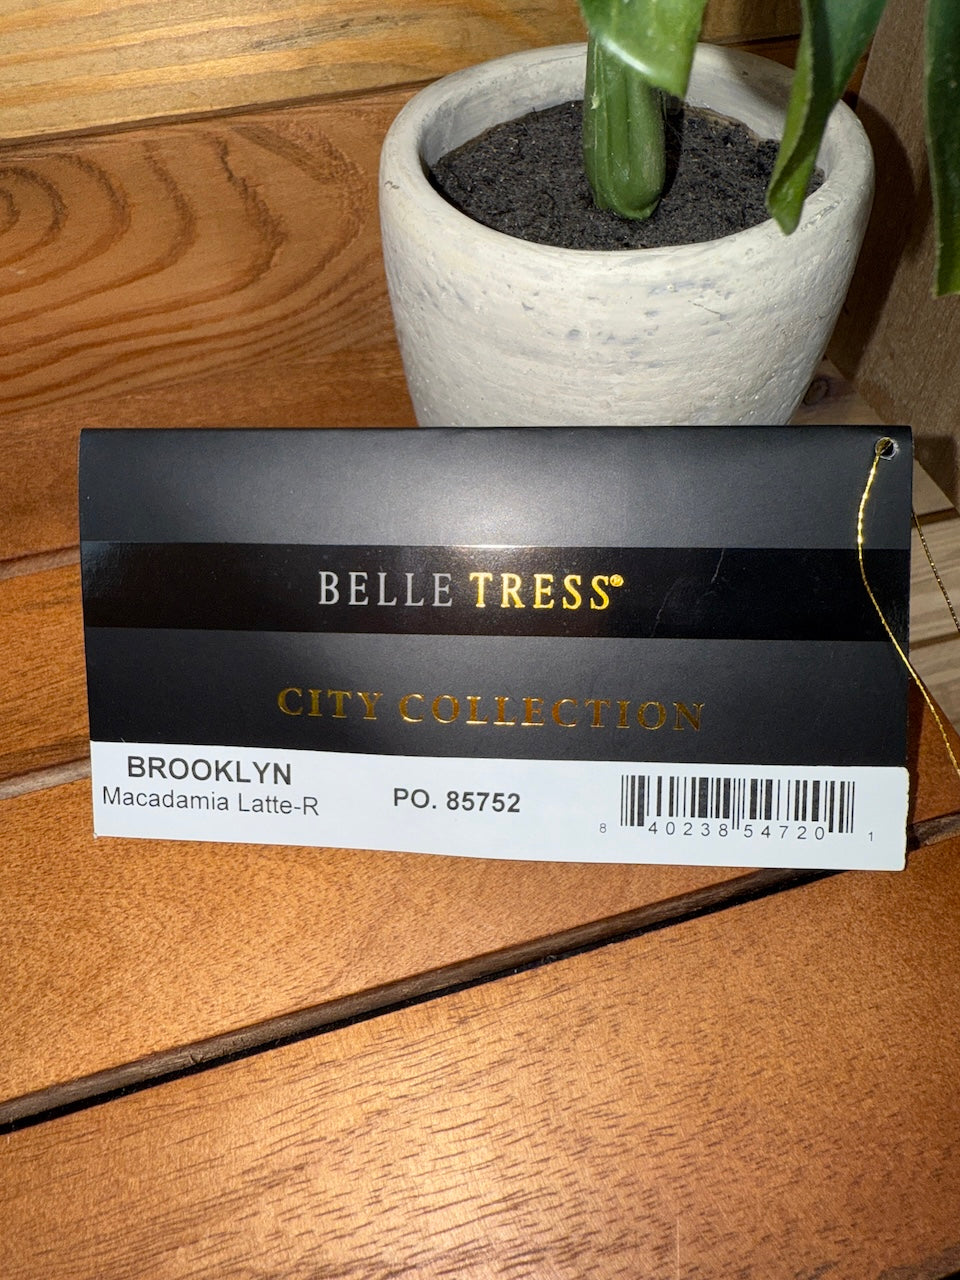 BELLE TRESS®
CITY COLLECTION
BROOKLYN
Macadamia Latte-R
PO. 85752
8 40238 54720 1